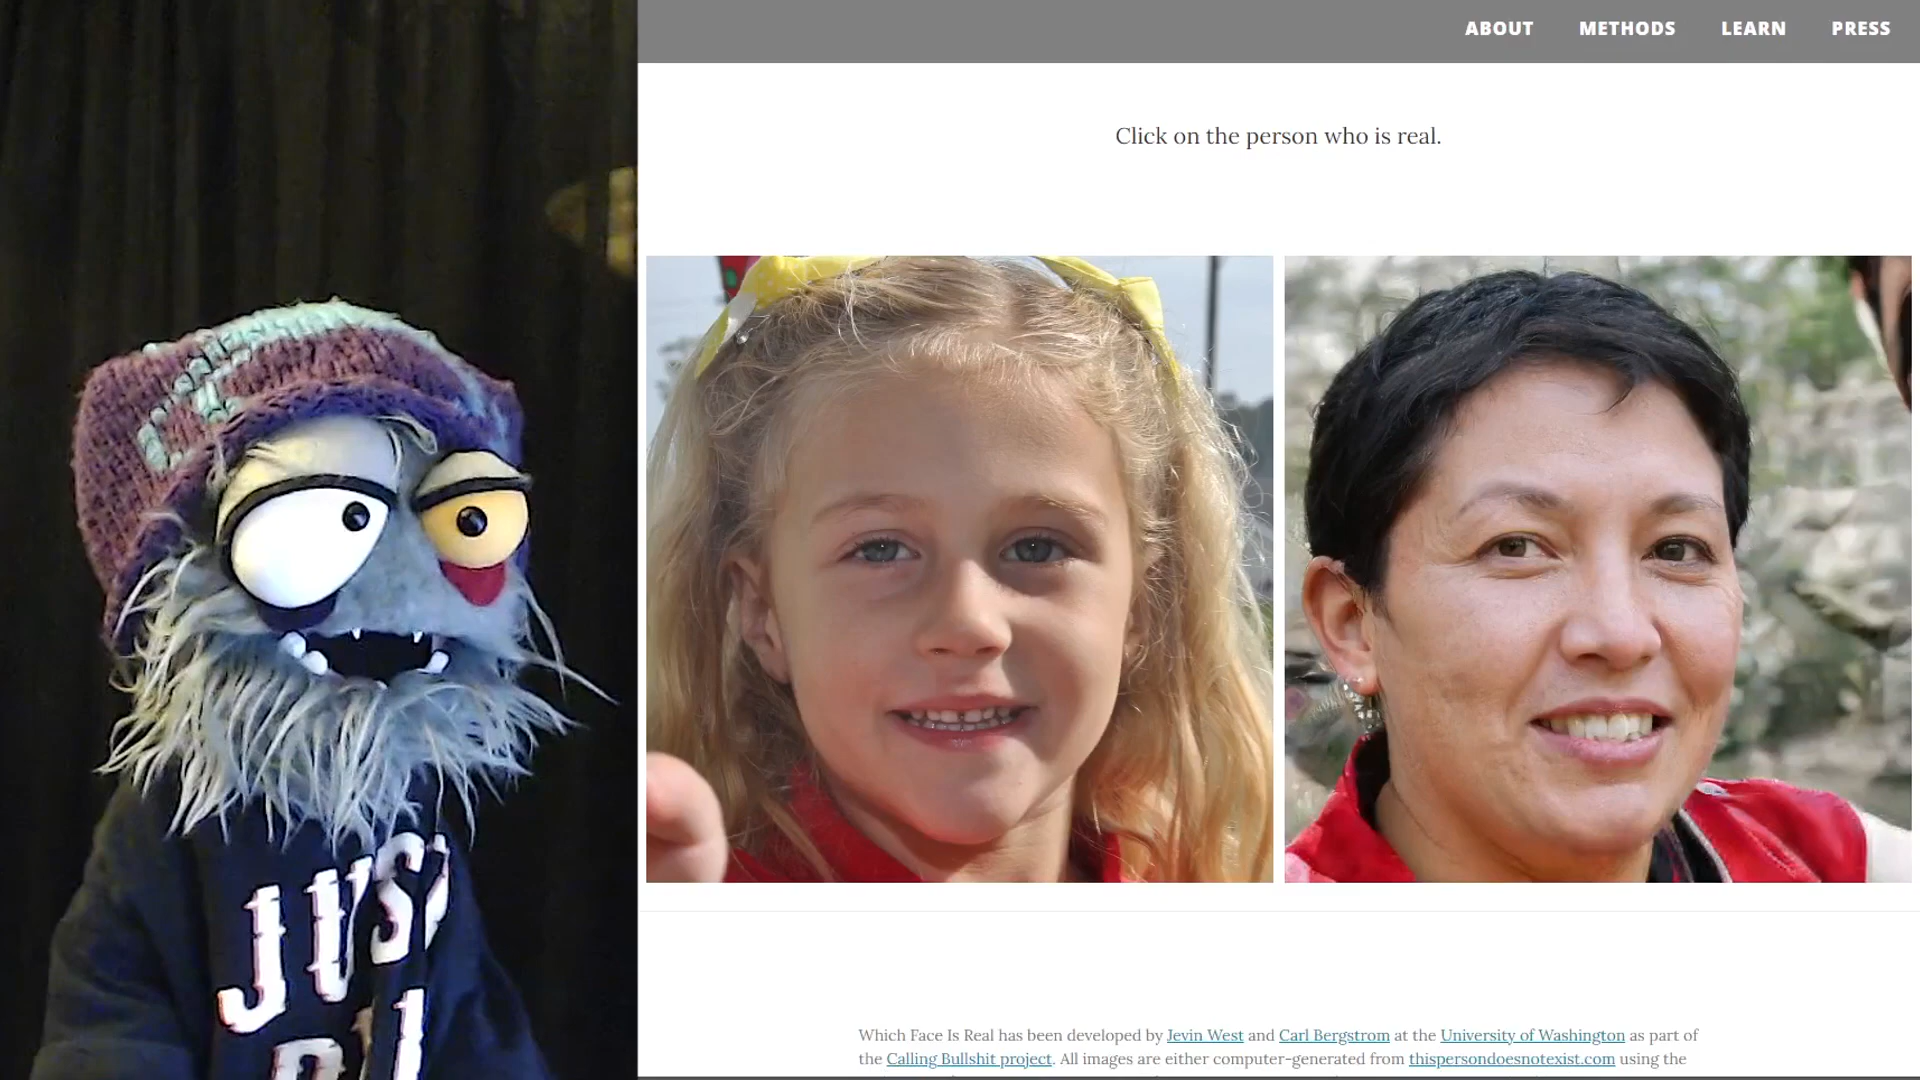 ABOUT METHODS LEARN PRESS
Click on the person who is real.
JUST
Which Face Is Real has been developed by Jevin West and Carl Bergstrom at the University of Washington as part of
the Calling Bullshit project. All images are either computer-generated from thispersondoesnotexist.com using the